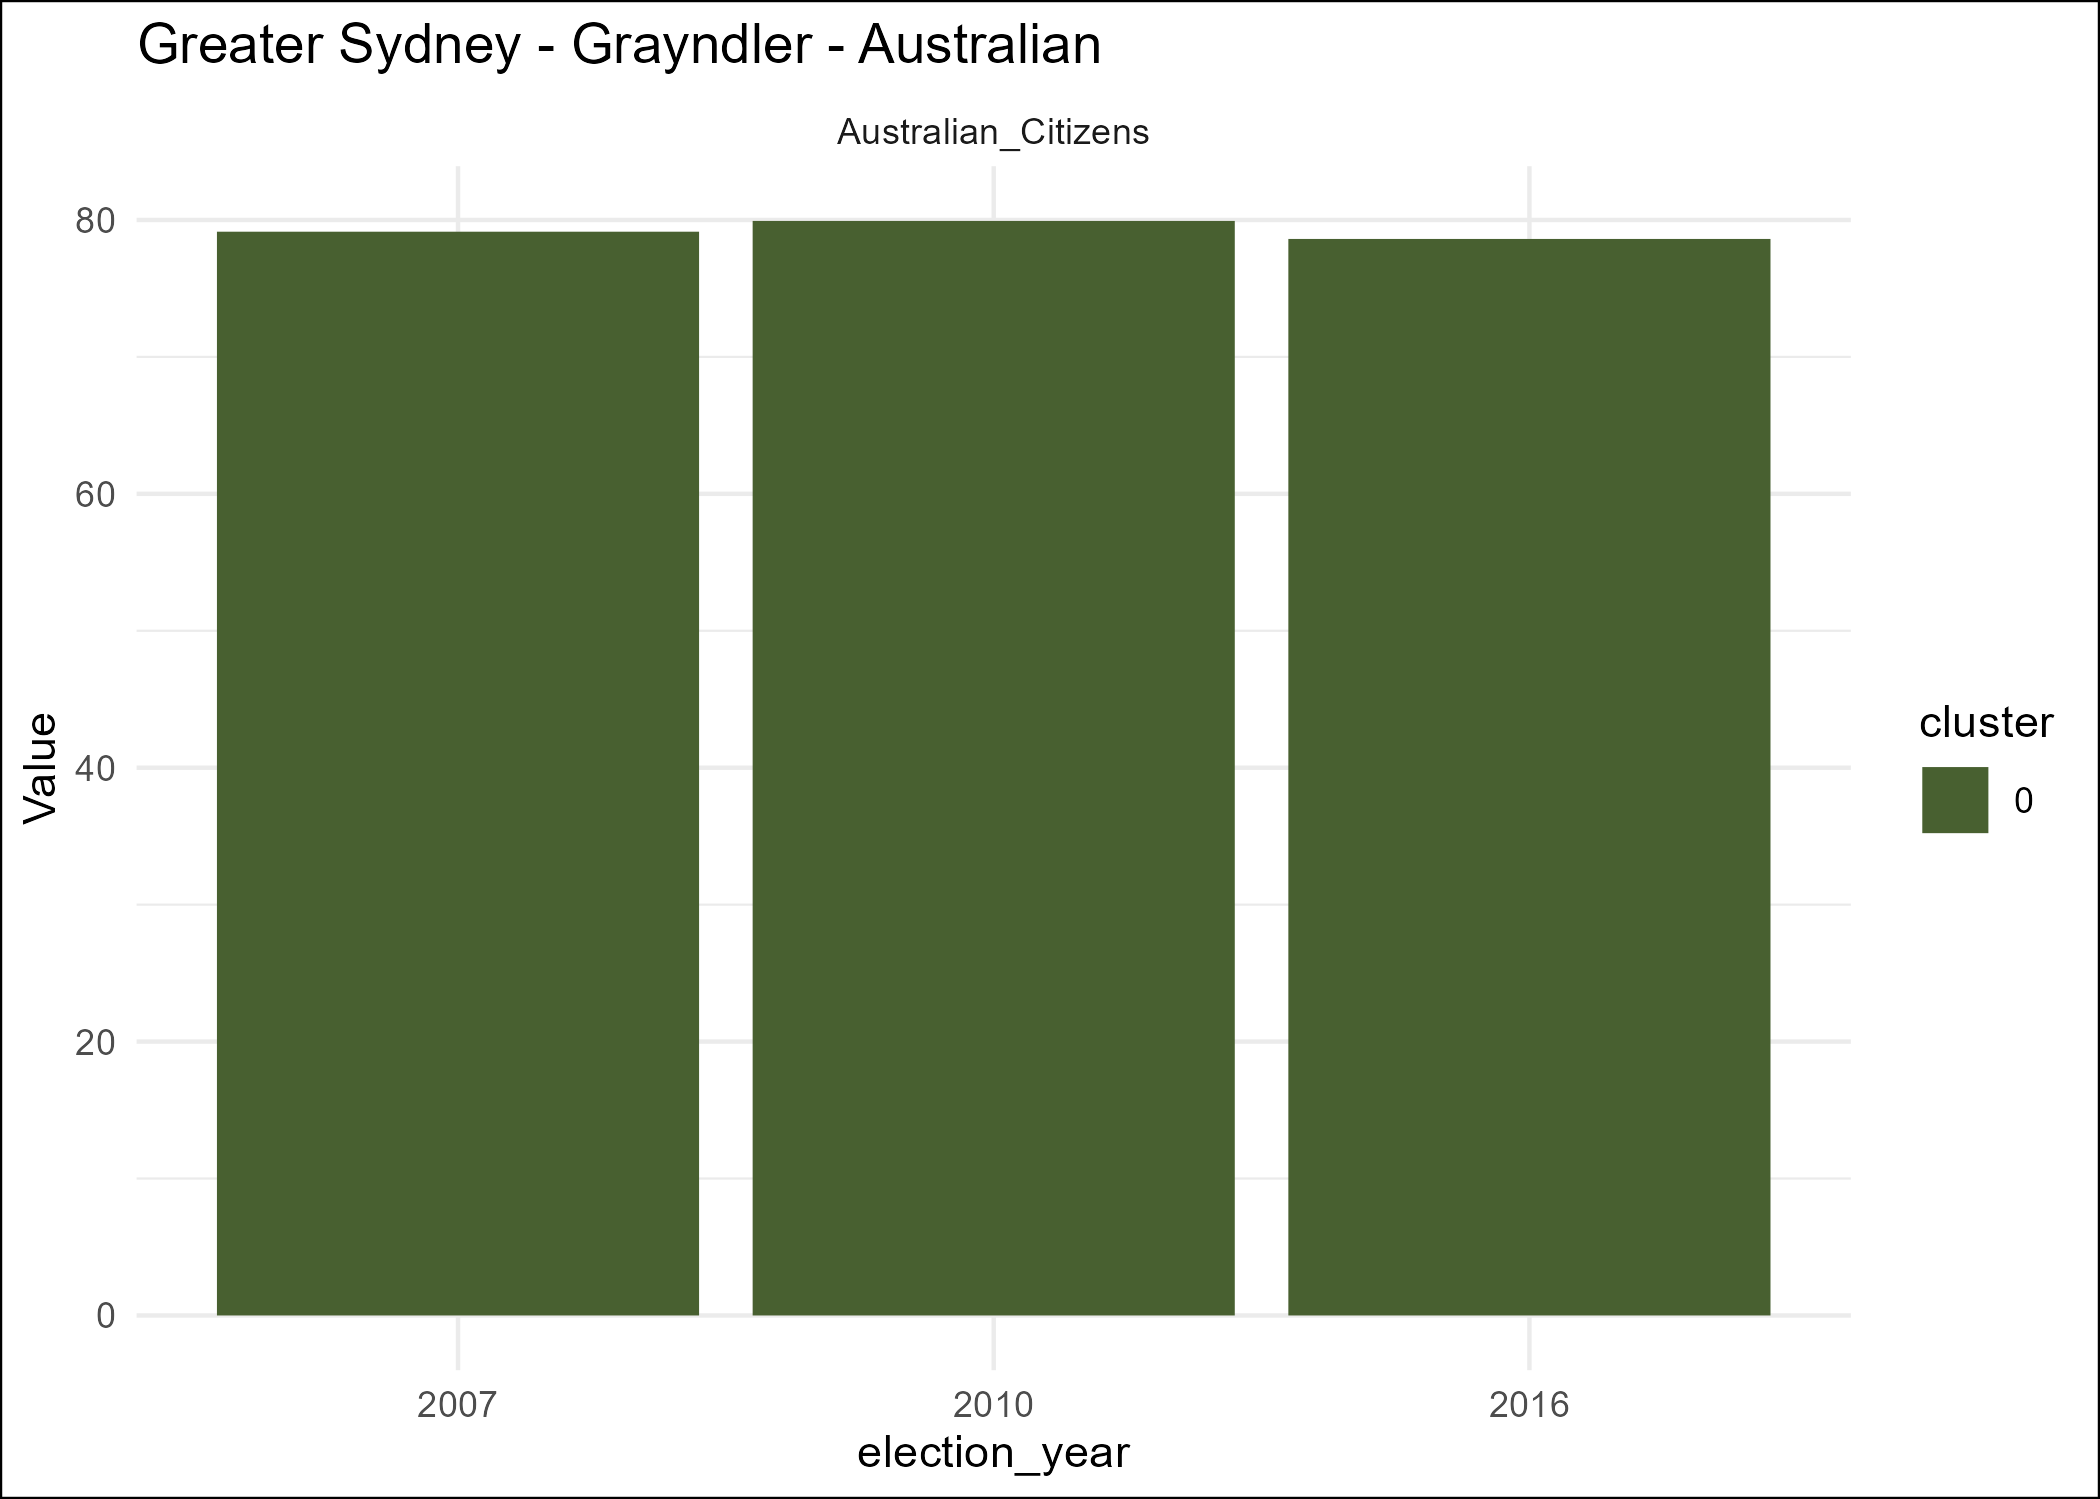 Greater Sydney - Grayndler - Australian
Australian_Citizens
80
60
40
20
0
Value
2007 2010 2016
election_year
cluster
0